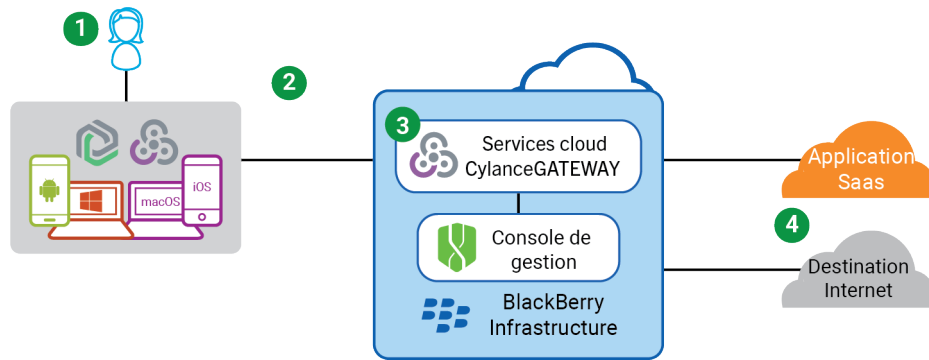 1
2
3
Services cloud
CylanceGATEWAY
iOS
macOS
Console de
gestion
BlackBerry
Infrastructure
Application
Saas
4
Destination
Internet